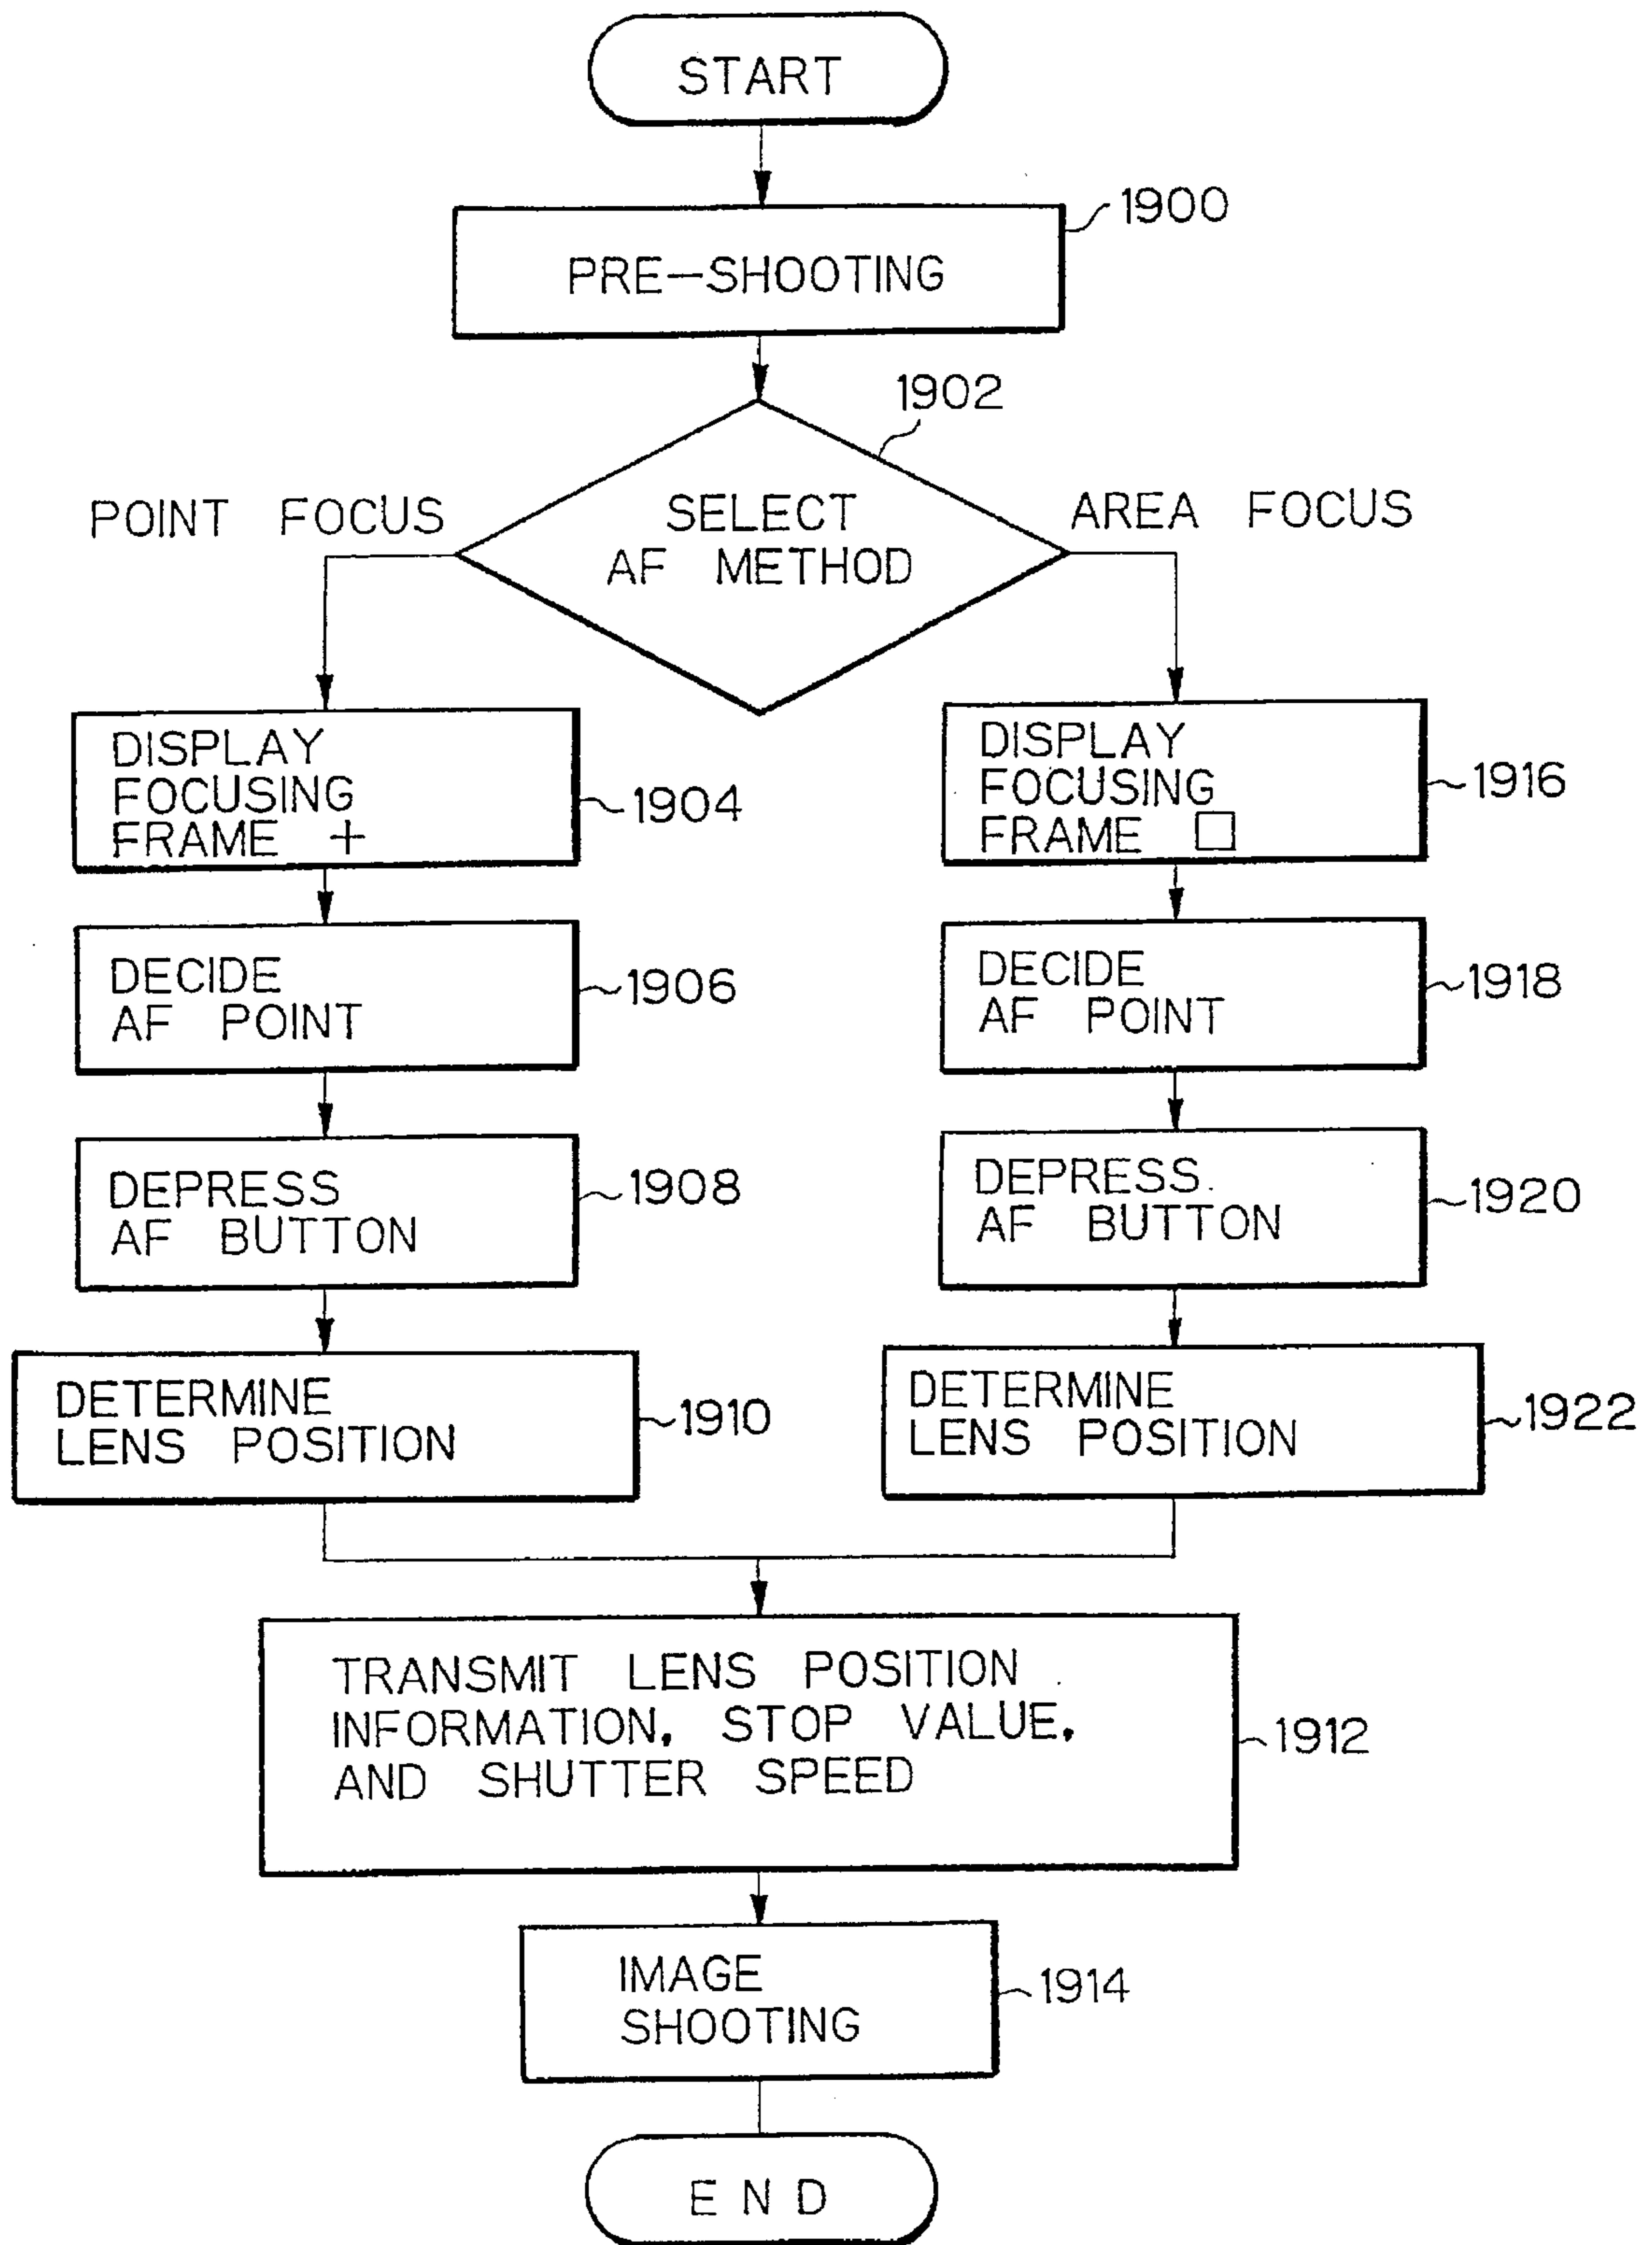 START
PRE-SHOOTING
1900
1902
SELECT
AF METHOD
POINT FOCUS
AREA FOCUS
DISPLAY
FOCUSING
FRAME +
1904
DECIDE
AF POINT
1906
DEPRESS
AF BUTTON
1908
DETERMINE
LENS POSITION
1910
DISPLAY
FOCUSING
FRAME □
1916
DECIDE
AF POINT
1918
DEPRESS
AF BUTTON
1920
DETERMINE
LENS POSITION
1922
TRANSMIT LENS POSITION
INFORMATION, STOP VALUE,
AND SHUTTER SPEED
1912
IMAGE
SHOOTING
1914
END